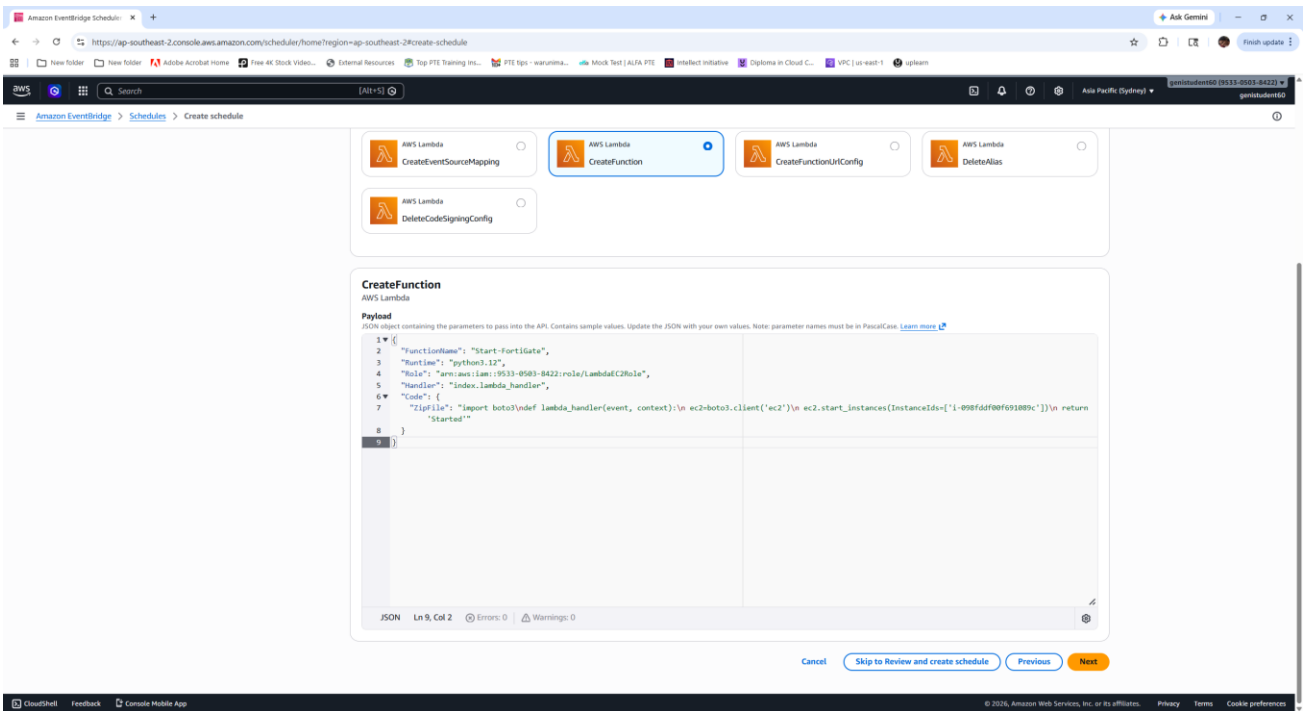 Amazon EventBridge Scheduler
Ask Gemini
https://ap-southeast-2.console.aws.amazon.com/scheduler/home?region=ap-southeast-2#create-schedule
Finish update
New folder
New folder
Adobe Acrobat Home
Free 4K Stock Video...
External Resources
Top PTE Training Ins...
PTE tips - warunima...
Mock Test | ALFA PTE
Intellect Initiative
Diploma in Cloud C...
VPC | us-east-1
uplearn
aws
Search
[Alt+S]
Asia Pacific (Sydney)
genistudent60 (9533-0503-8422)
genistudent60
Amazon EventBridge > Schedules > Create schedule
AWS Lambda
CreateEventSourceMapping
AWS Lambda
CreateFunction
AWS Lambda
CreateFunctionUrlConfig
AWS Lambda
DeleteAlias
AWS Lambda
DeleteCodeSigningConfig
CreateFunction
AWS Lambda
Payload
JSON object containing the parameters to pass into the API. Contains sample values. Update the JSON with your own values. Note: parameter names must be in PascalCase. Learn more
1 {
2 "FunctionName": "Start-FortiGate",
3 "Runtime": "python3.12",
4 "Role": "arn:aws:iam::9533-0503-8422:role/LambdaEC2Role",
5 "Handler": "index.lambda_handler",
6 "Code": {
7 "ZipFile": "import boto3\ndef lambda_handler(event, context):\n ec2=boto3.client('ec2')\n ec2.start_instances(InstanceIds=['i-098fddf00f691089c'])\n return
'Started'"
8 }
9 }
JSON Ln 9, Col 2 Errors: 0 Warnings: 0
Cancel
Skip to Review and create schedule
Previous
Next
CloudShell Feedback Console Mobile App
© 2026, Amazon Web Services, Inc. or its affiliates. Privacy Terms Cookie preferences